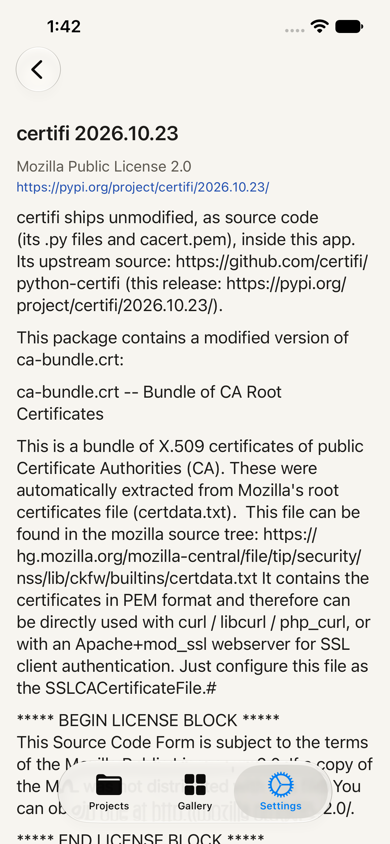 1:42
certifi 2026.10.23
Mozilla Public License 2.0
https://pypi.org/project/certifi/2026.10.23/
certifi ships unmodified, as source code
(its .py files and cacert.pem), inside this app.
Its upstream source: https://github.com/certifi/
python-certifi (this release: https://pypi.org/
project/certifi/2026.10.23/).
This package contains a modified version of
ca-bundle.crt:
ca-bundle.crt -- Bundle of CA Root
Certificates
This is a bundle of X.509 certificates of public
Certificate Authorities (CA). These were
automatically extracted from Mozilla's root
certificates file (certdata.txt).  This file can be
found in the mozilla source tree: https://
hg.mozilla.org/mozilla-central/file/tip/security/
nss/lib/ckfw/builtins/certdata.txt It contains the
certificates in PEM format and therefore can
be directly used with curl / libcurl / php_curl, or
with an Apache+mod_ssl webserver for SSL
client authentication. Just configure this file as
the SSLCACertificateFile.#
***** BEGIN LICENSE BLOCK *****
This Source Code Form is subject to the terms
of the copy of
the You
can 2.0/.
***** END LICENSE BLOCK *****
Projects
Gallery
Settings